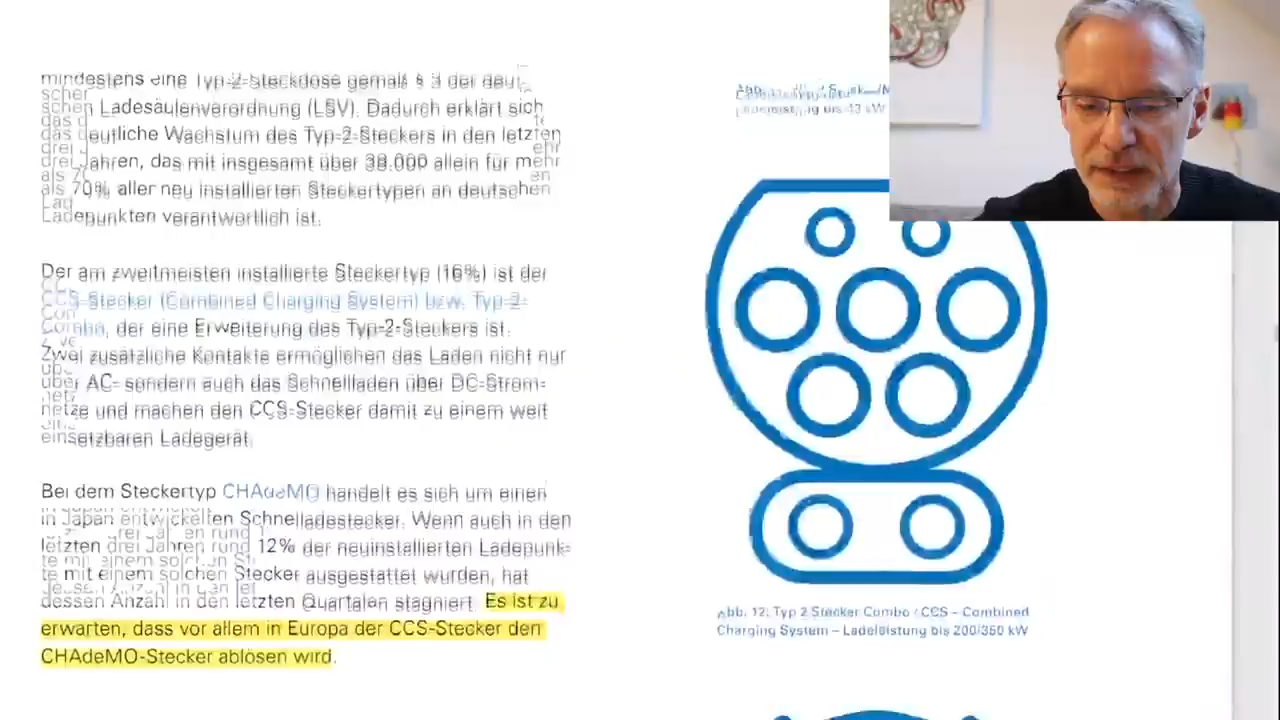 mindestens eine Typ-2-Steckdose gemäß § 3 der deut-
schen Ladesäulenverordnung (LSV). Dadurch erklärt sich
das deutliche Wachstum des Typ-2-Steckers in den letzten
drei Jahren, das mit insgesamt über 38.000 allein für mehr
als 70% aller neu installierten Steckertypen an deutschen
Ladepunkten verantwortlich ist.
Der am zweitmeisten installierte Steckertyp (16%) ist der
CCS-Stecker (Combined Charging System) bzw. Typ-2-
Combo, der eine Erweiterung des Typ-2-Steckers ist.
Zwei zusätzliche Kontakte ermöglichen das Laden nicht nur
über AC- sondern auch das Schnellladen über DC-Strom-
netze und machen den CCS-Stecker damit zu einem weit
einsetzbaren Ladegerät.
Bei dem Steckertyp CHAdeMO handelt es sich um einen
in Japan entwickelten Schnellladestecker. Wenn auch in den
letzten drei Jahren rund 12% der neuinstallierten Ladepunk-
te mit einem solchen Stecker ausgestattet wurden, hat
dessen Anzahl in den letzten Quartalen stagniert. Es ist zu
erwarten, dass vor allem in Europa der CCS-Stecker den
CHAdeMO-Stecker ablösen wird.
Ladeleistung bis 43 kW
Abb. 12: Typ 2 Stecker Combo / CCS – Combined
Charging System – Ladeleistung bis 200/350 kW